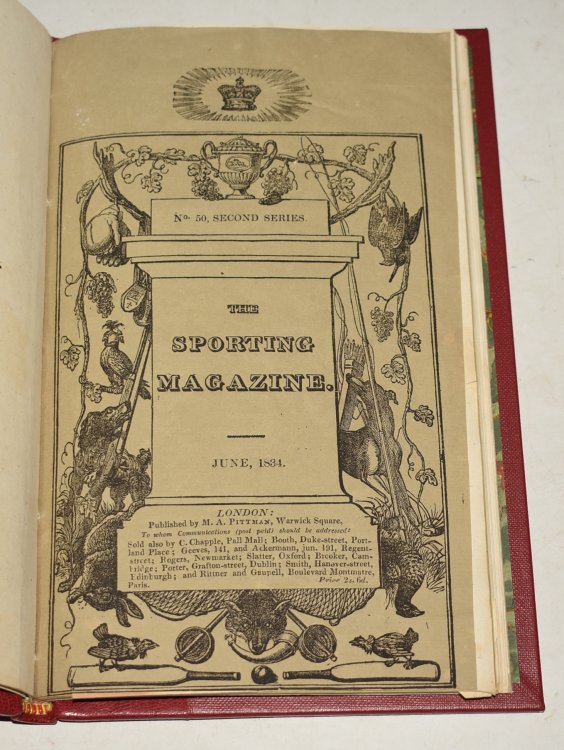 No. 50, SECOND SERIES.
THE
SPORTING
MAGAZINE.
JUNE, 1834.
LONDON:
Published by M. A. PITTMAN, Warwick Square,
To whom Communications (post paid) should be addressed:
Sold also by C. Chapple, Pall Mall; Booth, Duke-street, Port-
land Place; Geeves, 141, and Ackermann, jun. 191, Regent-
street; Rogers, Newmarket; Slatter, Oxford; Brooker, Cam-
bridge; Porter, Grafton-street, Dublin; Smith, Hanover-street,
Edinburgh; and Rittner and Goupell, Boulevard Montmatre,
Paris. Price 2s. 6d.